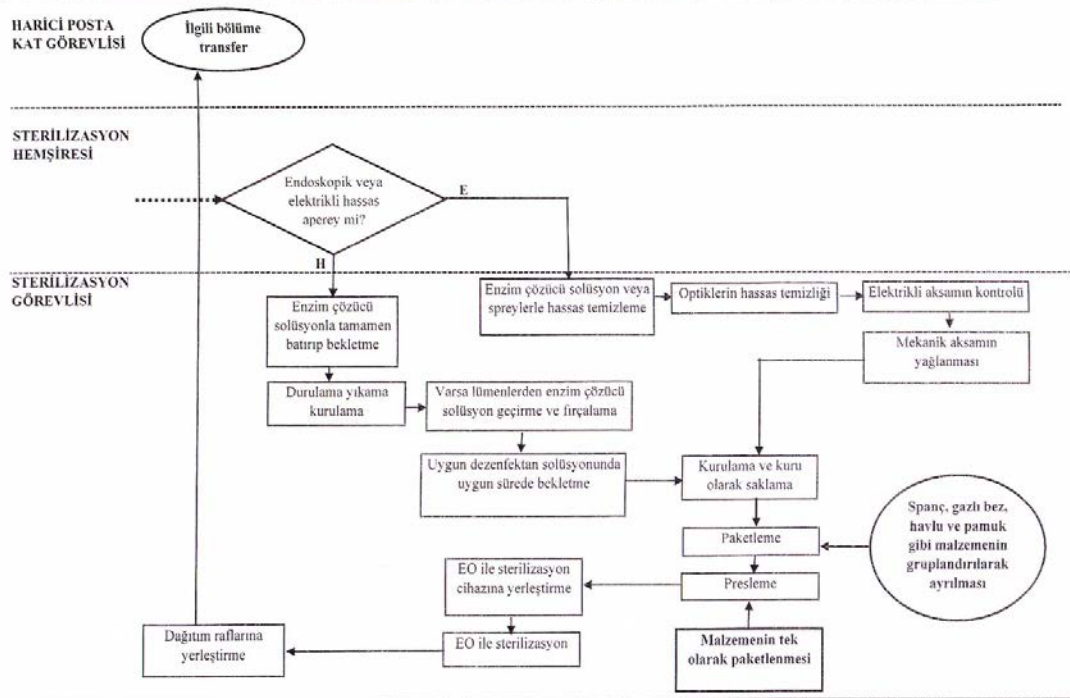 HARİCİ POSTA
KAT GÖREVLİSİ
İlgili bölüme
transfer
STERİLİZASYON
HEMŞİRESİ
Endoskopik veya
elektrikli hassas
aperey mi?
E
H
STERİLİZASYON
GÖREVLİSİ
Enzim çözücü
solüsyonla tamamen
batırıp bekletme
Enzim çözücü solüsyon veya
spreylerle hassas temizleme
Optiklerin hassas temizliği
Elektrikli aksamın kontrolü
Mekanik aksamın
yağlanması
Durulama yıkama
kurulama
Varsa lümenlerden enzim çözücü
solüsyon geçirme ve fırçalama
Uygun dezenfektan solüsyonunda
uygun sürede bekletme
Kurulama ve kuru
olarak saklama
Spanç, gazlı bez,
havlu ve pamuk
gibi malzemenin
gruplandırılarak
ayrılması
Paketleme
EO ile sterilizasyon
cihazına yerleştirme
Presleme
Dağıtım raflarına
yerleştirme
EO ile sterilizasyon
Malzemenin tek
olarak paketlenmesi